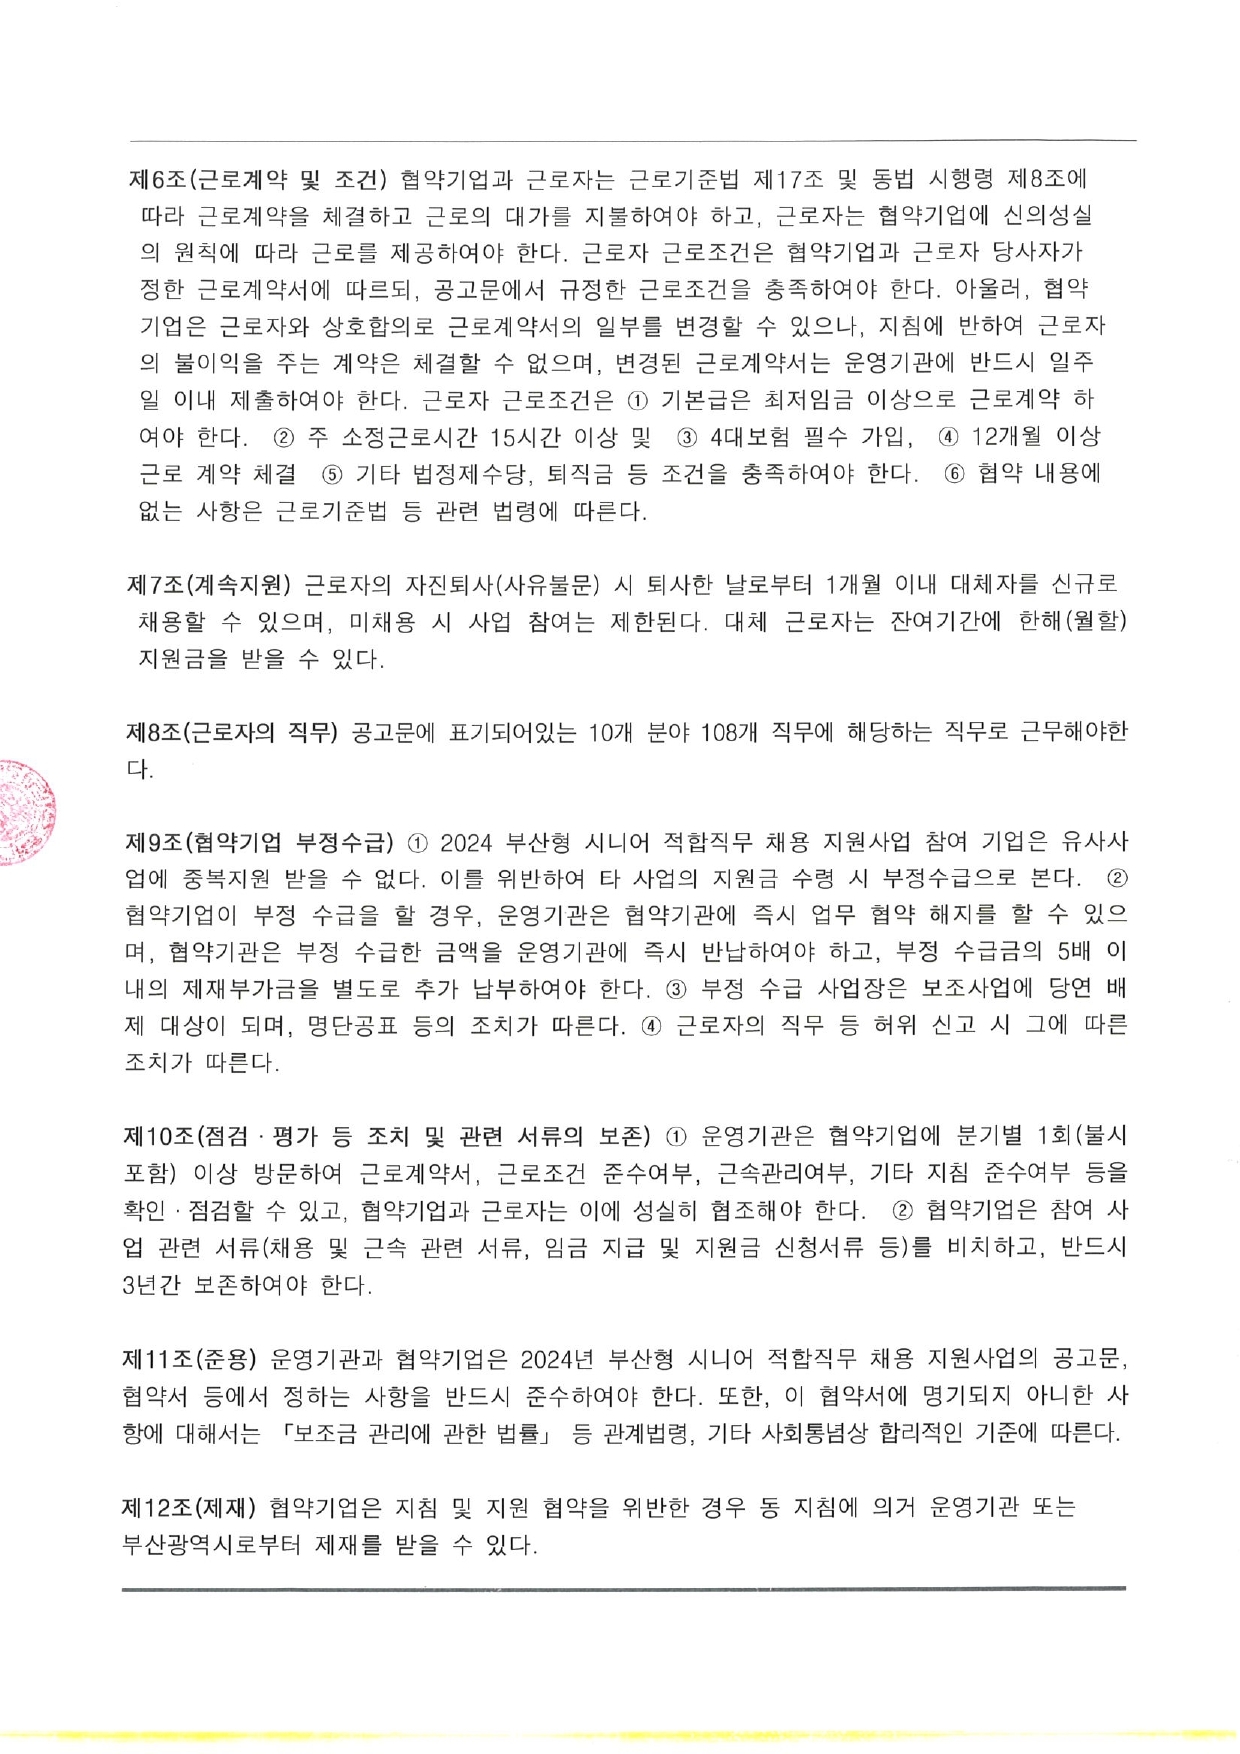 제6조(근로계약 및 조건) 협약기업과 근로자는 근로기준법 제17조 및 동법 시행령 제8조에
따라 근로계약을 체결하고 근로의 대가를 지불하여야 하고, 근로자는 협약기업에 신의성실
의 원칙에 따라 근로를 제공하여야 한다. 근로자 근로조건은 협약기업과 근로자 당사자가
정한 근로계약서에 따르되, 공고문에서 규정한 근로조건을 충족하여야 한다. 아울러, 협약
기업은 근로자와 상호합의로 근로계약서의 일부를 변경할 수 있으나, 지침에 반하여 근로자
의 불이익을 주는 계약은 체결할 수 없으며, 변경된 근로계약서는 운영기관에 반드시 일주
일 이내 제출하여야 한다. 근로자 근로조건은 ① 기본급은 최저임금 이상으로 근로계약 하
여야 한다. ② 주 소정근로시간 15시간 이상 및 ③ 4대보험 필수 가입, ④ 12개월 이상
근로 계약 체결 ⑤ 기타 법정제수당, 퇴직금 등 조건을 충족하여야 한다. ⑥ 협약 내용에
없는 사항은 근로기준법 등 관련 법령에 따른다.
제7조(계속지원) 근로자의 자진퇴사(사유불문) 시 퇴사한 날로부터 1개월 이내 대체자를 신규로
채용할 수 있으며, 미채용 시 사업 참여는 제한된다. 대체 근로자는 잔여기간에 한해(월할)
지원금을 받을 수 있다.
제8조(근로자의 직무) 공고문에 표기되어있는 10개 분야 108개 직무에 해당하는 직무로 근무해야한
다.
제9조(협약기업 부정수급) ① 2024 부산형 시니어 적합직무 채용 지원사업 참여 기업은 유사사
업에 중복지원 받을 수 없다. 이를 위반하여 타 사업의 지원금 수령 시 부정수급으로 본다. ②
협약기업이 부정 수급을 할 경우, 운영기관은 협약기관에 즉시 업무 협약 해지를 할 수 있으
며, 협약기관은 부정 수급한 금액을 운영기관에 즉시 반납하여야 하고, 부정 수급금의 5배 이
내의 제재부가금을 별도로 추가 납부하여야 한다. ③ 부정 수급 사업장은 보조사업에 당연 배
제 대상이 되며, 명단공표 등의 조치가 따른다. ④ 근로자의 직무 등 허위 신고 시 그에 따른
조치가 따른다.
제10조(점검·평가 등 조치 및 관련 서류의 보존) ① 운영기관은 협약기업에 분기별 1회(불시
포함) 이상 방문하여 근로계약서, 근로조건 준수여부, 근속관리여부, 기타 지침 준수여부 등을
확인·점검할 수 있고, 협약기업과 근로자는 이에 성실히 협조해야 한다. ② 협약기업은 참여 사
업 관련 서류(채용 및 근속 관련 서류, 임금 지급 및 지원금 신청서류 등)를 비치하고, 반드시
3년간 보존하여야 한다.
제11조(준용) 운영기관과 협약기업은 2024년 부산형 시니어 적합직무 채용 지원사업의 공고문,
협약서 등에서 정하는 사항을 반드시 준수하여야 한다. 또한, 이 협약서에 명기되지 아니한 사
항에 대해서는 「보조금 관리에 관한 법률」 등 관계법령, 기타 사회통념상 합리적인 기준에 따른다.
제12조(제재) 협약기업은 지침 및 지원 협약을 위반한 경우 동 지침에 의거 운영기관 또는
부산광역시로부터 제재를 받을 수 있다.